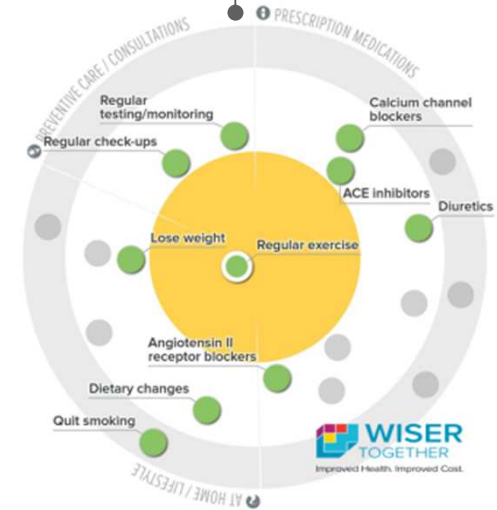 PREVENTIVE CARE / CONSULTATIONS
PRESCRIPTION MEDICATIONS
Regular
testing/monitoring
Calcium channel
blockers
Regular check-ups
ACE inhibitors
Diuretics
Lose weight
Regular exercise
Angiotensin II
receptor blockers
Dietary changes
Quit smoking
WISER
TOGETHER
Improved Health. Improved Cost.
AT HOME / LIFESTYLE